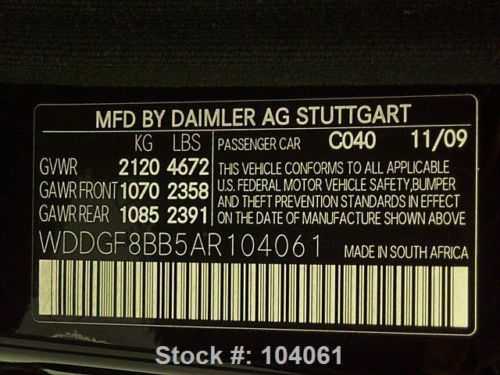 MFD BY DAIMLER AG STUTTGART
KG LBS PASSENGER CAR C040 11/09
GVWR 2120 4672 THIS VEHICLE CONFORMS TO ALL APPLICABLE
GAWR FRONT 1070 2358 U.S. FEDERAL MOTOR VEHICLE SAFETY, BUMPER
GAWR REAR 1085 2391 AND THEFT PREVENTION STANDARDS IN EFFECT
ON THE DATE OF MANUFACTURE SHOWN ABOVE
WDDGF8BB5AR104061 MADE IN SOUTH AFRICA
Stock #: 104061